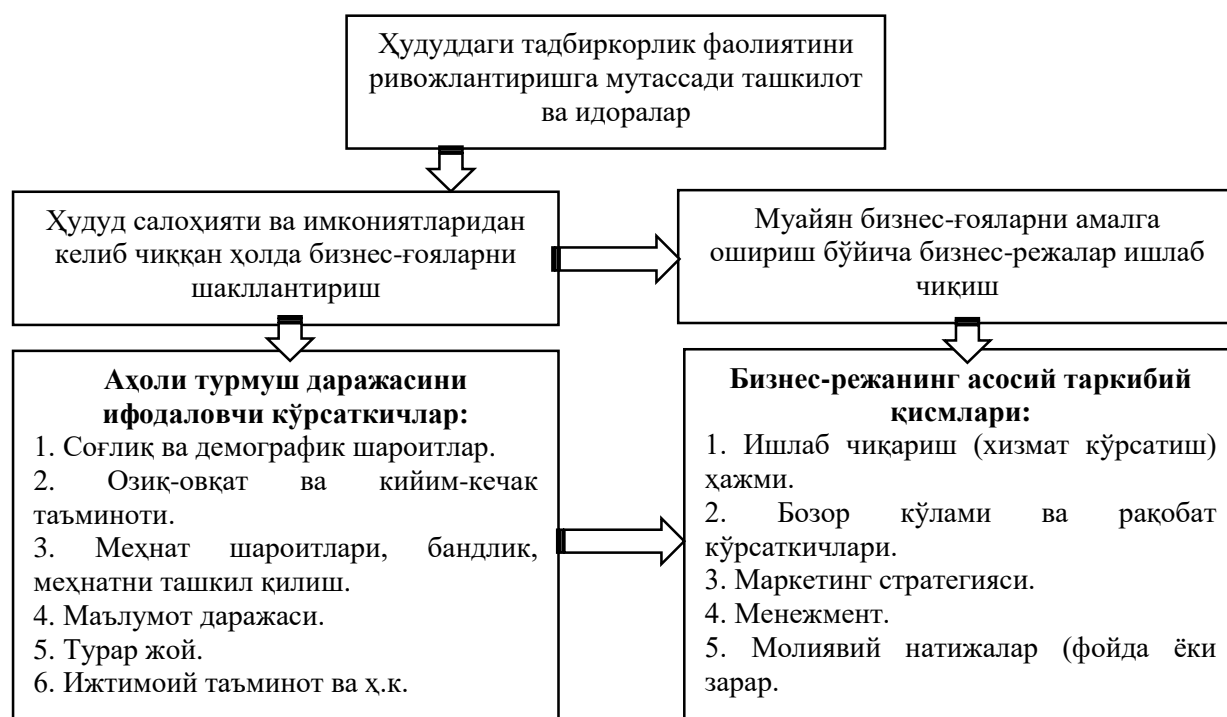 Ҳудуддаги тадбиркорлик фаолиятини
ривожлантиришга мутассади ташкилот
ва идоралар
Ҳудуд салоҳияти ва имкониятларидан
келиб чиққан ҳолда бизнес-ғояларни
шакллантириш
Муайян бизнес-ғояларни амалга
ошириш бўйича бизнес-режалар ишлаб
чиқиш
Аҳоли турмуш даражасини
ифодаловчи кўрсаткичлар:
1. Соғлиқ ва демографик шароитлар.
2. Озиқ-овқат ва кийим-кечак
таъминоти.
3. Меҳнат шароитлари, бандлик,
меҳнатни ташкил қилиш.
4. Маълумот даражаси.
5. Турар жой.
6. Ижтимоий таъминот ва ҳ.к.
Бизнес-режанинг асосий таркибий
қисмлари:
1. Ишлаб чиқариш (хизмат кўрсатиш)
ҳажми.
2. Бозор кўлами ва рақобат
кўрсаткичлари.
3. Маркетинг стратегияси.
4. Менежмент.
5. Молиявий натижалар (фойда ёки
зарар.